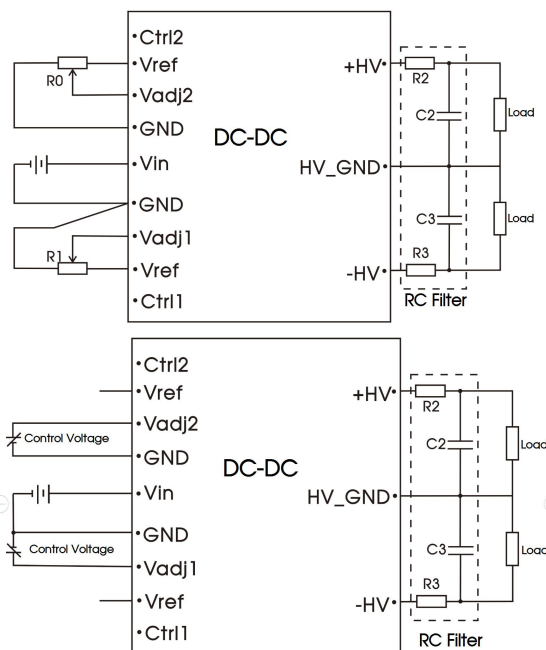 Ctrl2
Vref
R0
Vadj2
GND
Vin
GND
Vadj1
R1
Vref
Ctrl1
DC-DC
+HV
R2
C2
Load
HV_GND
C3
Load
R3
-HV
RC Filter
Ctrl2
Vref
Vadj2
Control Voltage
GND
Vin
GND
Control Voltage
Vadj1
Vref
Ctrl1
DC-DC
+HV
R2
C2
Load
HV_GND
C3
Load
R3
-HV
RC Filter